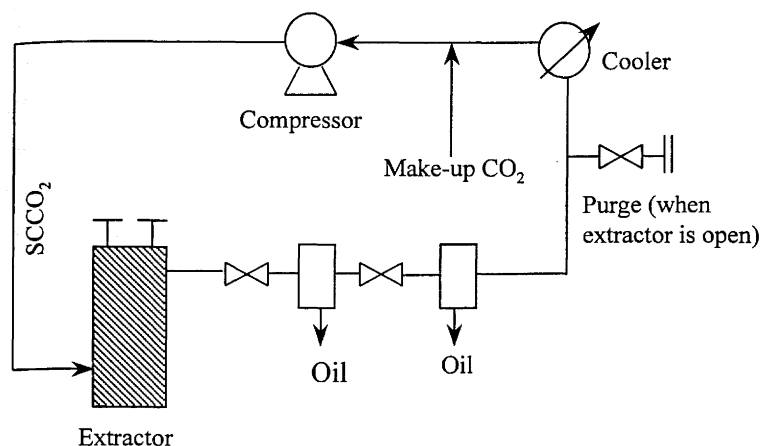 Cooler
Compressor
Make-up CO₂
Purge (when
extractor is open)
SCCO₂
Oil
Oil
Extractor